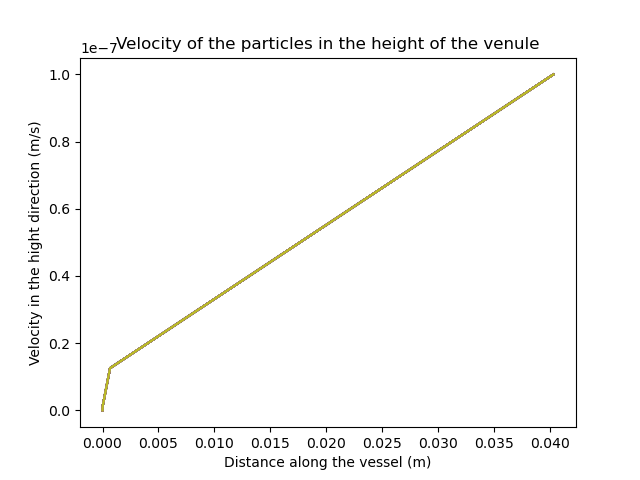 Velocity of the particles in the height of the venule
1e−7
1.0
0.8
0.6
0.4
0.2
0.0
Velocity in the hight direction (m/s)
0.000 0.005 0.010 0.015 0.020 0.025 0.030 0.035 0.040
Distance along the vessel (m)